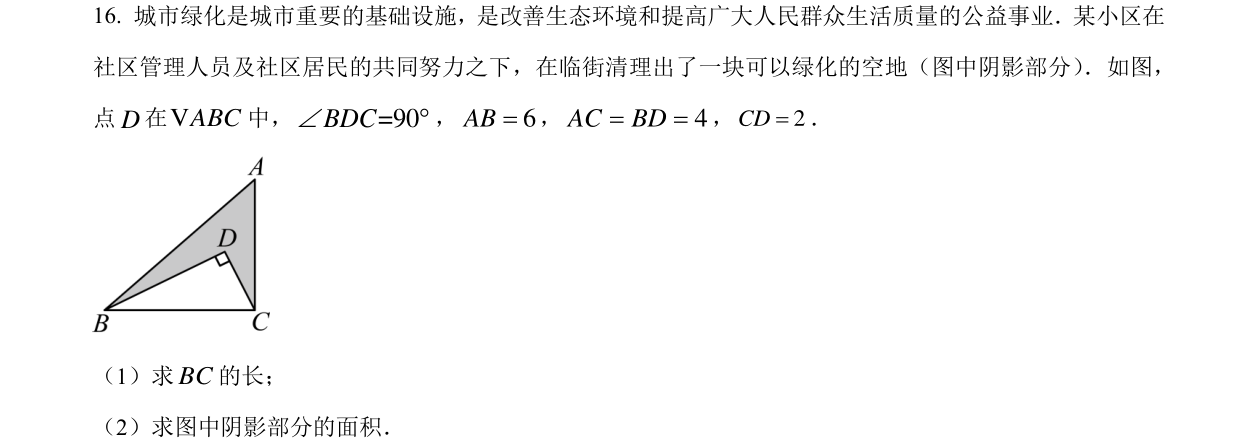 16. 城市绿化是城市重要的基础设施，是改善生态环境和提高广大人民群众生活质量的公益事业．某小区在
社区管理人员及社区居民的共同努力之下，在临街清理出了一块可以绿化的空地（图中阴影部分）．如图，
点 D 在VABC 中，∠BDC=90°，AB = 6，AC = BD = 4，CD = 2．
A
D
B
C
（1）求 BC 的长；
（2）求图中阴影部分的面积．